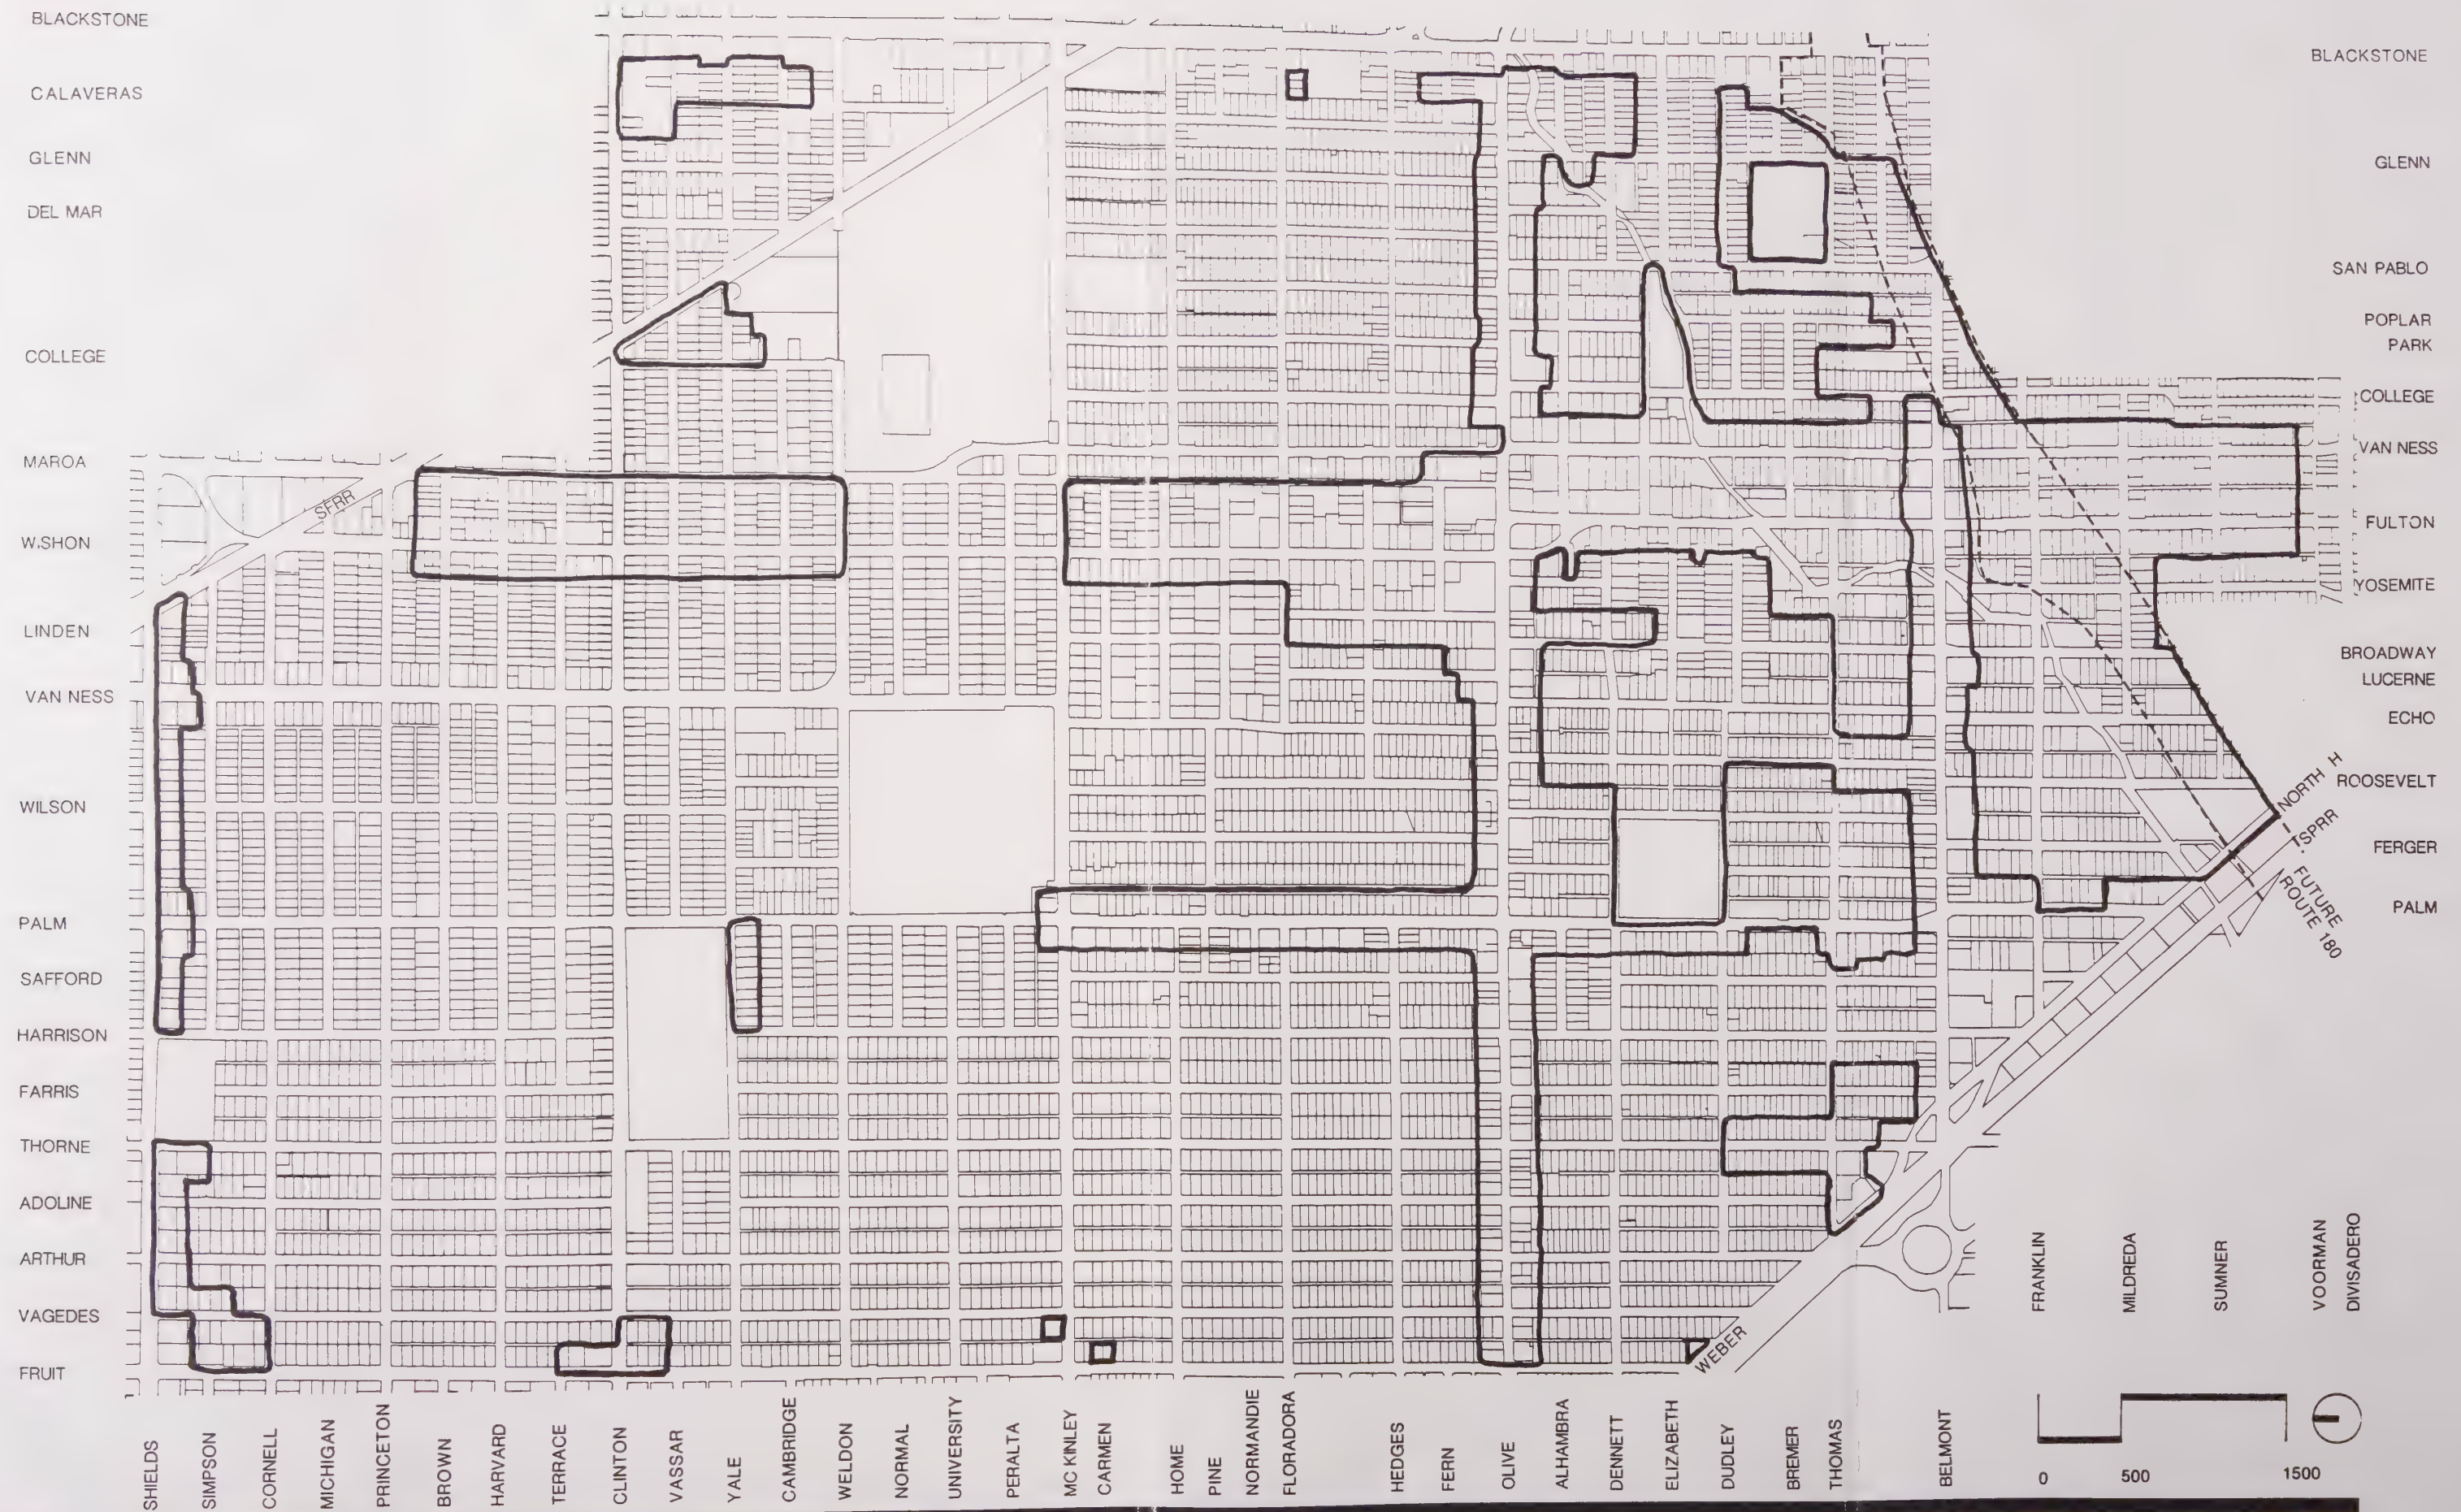 BLACKSTONE
CALAVERAS
GLENN
DEL MAR
COLLEGE
MAROA
W.SHON
LINDEN
VAN NESS
WILSON
PALM
SAFFORD
HARRISON
FARRIS
THORNE
ADOLINE
ARTHUR
VAGEDES
FRUIT
SFRR
BLACKSTONE
GLENN
SAN PABLO
POPLAR
PARK
COLLEGE
VAN NESS
FULTON
YOSEMITE
BROADWAY
LUCERNE
ECHO
ROOSEVELT
FERGER
PALM
NORTH H
SPRR
FUTURE
ROUTE 180
WEBER
FRANKLIN
MILDREDA
SUMNER
VOORMAN
DIVISADERO
SHIELDS
SIMPSON
CORNELL
MICHIGAN
PRINCETON
BROWN
HARVARD
TERRACE
CLINTON
VASSAR
YALE
CAMBRIDGE
WELDON
NORMAL
UNIVERSITY
PERALTA
MC KINLEY
CARMEN
HOME
PINE
NORMANDIE
FLORADORA
HEDGES
FERN
OLIVE
ALHAMBRA
DENNETT
ELIZABETH
DUDLEY
BREMER
THOMAS
BELMONT
0 500 1500